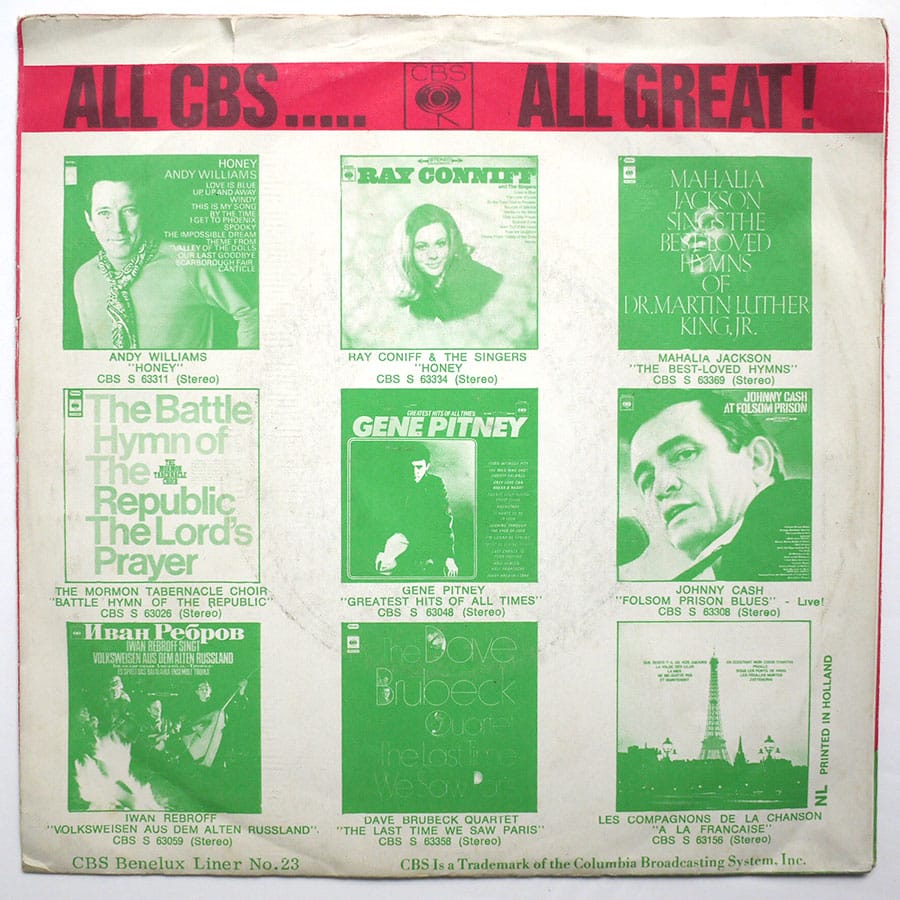 ALL CBS.....
CBS
ALL GREAT!
HONEY
ANDY WILLIAMS
LOVE IS BLUE
UP UP AND AWAY
WINDY
THIS IS MY SONG
BY THE TIME
I GET TO PHOENIX
SPOOKY
THE IMPOSSIBLE DREAM
THEME FROM
"VALLEY OF THE DOLLS"
OUR LAST GOODBYE
SCARBOROUGH FAIR
CANTICLE
ANDY WILLIAMS
"HONEY"
CBS S 63311 (Stereo)
RAY CONNIFF
and The Singers
RAY CONIFF & THE SINGERS
"HONEY
CBS S 63334 (Stereo)
MAHALIA
JACKSON
SINGS THE
BEST-LOVED
HYMNS
OF
DR. MARTIN LUTHER
KING, JR.
MAHALIA JACKSON
"THE BEST-LOVED HYMNS"
CBS S 63369 (Stereo)
The Battle
Hymn of
The
Republic
The Lord's
Prayer
THE
MORMON
TABERNACLE
CHOIR
THE MORMON TABERNACLE CHOIR
"BATTLE HYMN OF THE REPUBLIC"
CBS S 63026 (Stereo)
GREATEST HITS OF ALL TIMES
GENE PITNEY
GENE PITNEY
"GREATEST HITS OF ALL TIMES"
CBS S 63048 (Stereo)
JOHNNY CASH
AT FOLSOM PRISON
JOHNNY CASH
"FOLSOM PRISON BLUES" - Live!
CBS S 63308 (Stereo)
Иван Ребров
IWAN REBROFF SINGT
VOLKSWEISEN AUS DEM ALTEN RUSSLAND
IWAN REBROFF
"VOLKSWEISEN AUS DEM ALTEN RUSSLAND".
CBS S 63059 (Stereo)
The Dave
Brubeck
Quartet
The Last Time
We Saw Paris
DAVE BRUBECK QUARTET
"THE LAST TIME WE SAW PARIS"
CBS S 63358 (Stereo)
LES COMPAGNONS DE LA CHANSON
"A LA FRANCAISE"
CBS S 63156 (Stereo)
NL PRINTED IN HOLLAND
CBS Benelux Liner No.23
CBS Is a Trademark of the Columbia Broadcasting System, Inc.